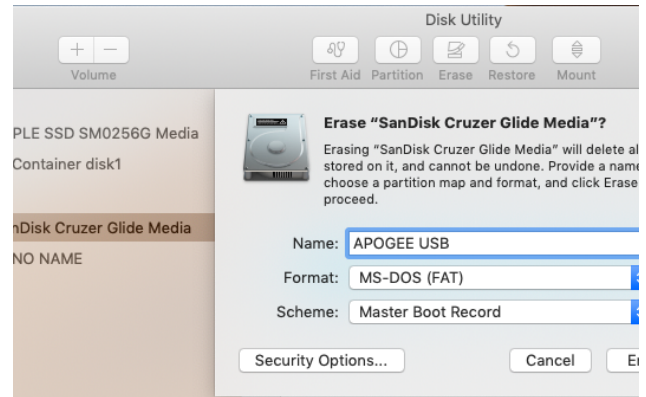 Disk Utility
Volume
First Aid Partition Erase Restore Mount
PLE SSD SM0256G Media
Container disk1
nDisk Cruzer Glide Media
NO NAME
Erase “SanDisk Cruzer Glide Media”?
Erasing “SanDisk Cruzer Glide Media” will delete al
stored on it, and cannot be undone. Provide a name
choose a partition map and format, and click Erase
proceed.
Name: APOGEE USB
Format: MS-DOS (FAT)
Scheme: Master Boot Record
Security Options... Cancel Er